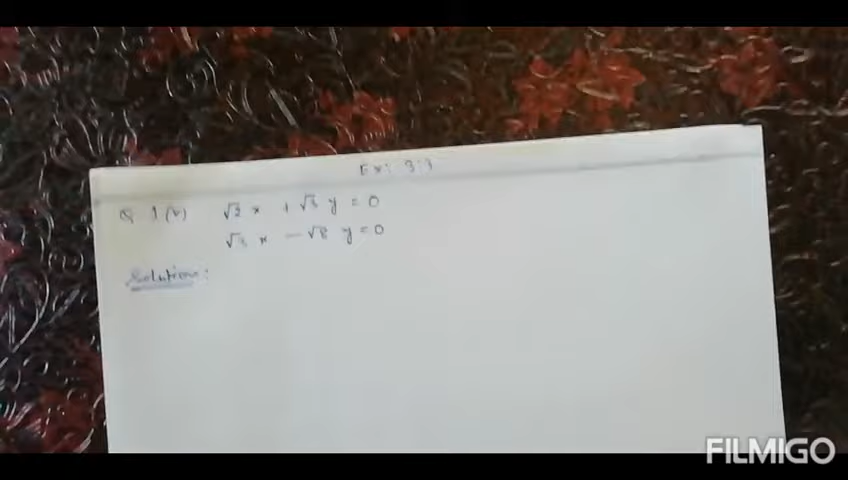 Ex: 3.3
Q 1 (v) √2 x + √3 y = 0
√3 x - √8 y = 0
Solution:
FILMIGO